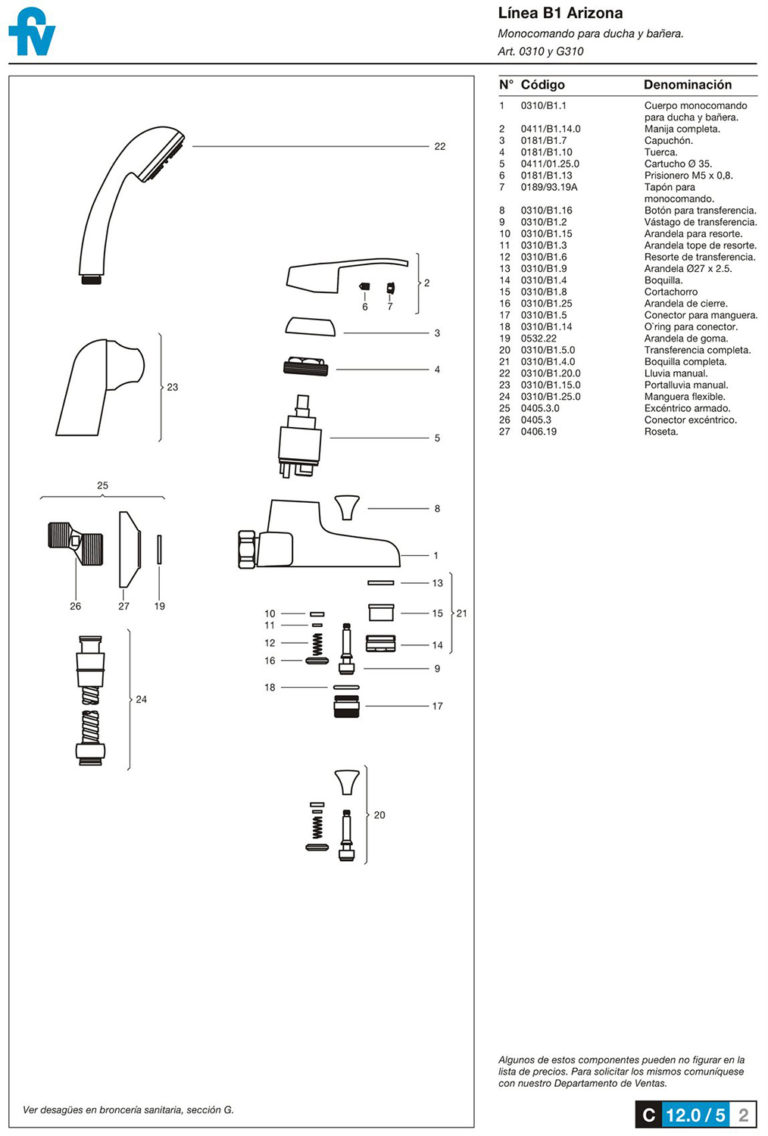 fv
Línea B1 Arizona
Monocomando para ducha y bañera.
Art. 0310 y G310
N° Código Denominación
1 0310/B1.1 Cuerpo monocomando
para ducha y bañera.
2 0411/B1.14.0 Manija completa.
3 0181/B1.7 Capuchón.
4 0181/B1.10 Tuerca.
5 0411/01.25.0 Cartucho Ø 35.
6 0181/B1.13 Prisionero M5 x 0,8.
7 0189/93.19A Tapón para
monocomando.
8 0310/B1.16 Botón para transferencia.
9 0310/B1.2 Vástago de transferencia.
10 0310/B1.15 Arandela para resorte.
11 0310/B1.3 Arandela tope de resorte.
12 0310/B1.6 Resorte de transferencia.
13 0310/B1.9 Arandela Ø27 x 2.5.
14 0310/B1.4 Boquilla.
15 0310/B1.8 Cortachorro
16 0310/B1.25 Arandela de cierre.
17 0310/B1.5 Conector para manguera.
18 0310/B1.14 O`ring para conector.
19 0532.22 Arandela de goma.
20 0310/B1.5.0 Transferencia completa.
21 0310/B1.4.0 Boquilla completa.
22 0310/B1.20.0 Lluvia manual.
23 0310/B1.15.0 Portalluvia manual.
24 0310/B1.25.0 Manguera flexible.
25 0405.3.0 Excéntrico armado.
26 0405.3 Conector excéntrico.
27 0406.19 Roseta.
22
2
6 7
3
23
4
5
25
8
1
13
26 27 19
10
15 21
11
12
14
16
9
18
24
17
20
Algunos de estos componentes pueden no figurar en la
lista de precios. Para solicitar los mismos comuníquese
con nuestro Departamento de Ventas.
Ver desagües en broncería sanitaria, sección G.
C 12.0 / 5 2